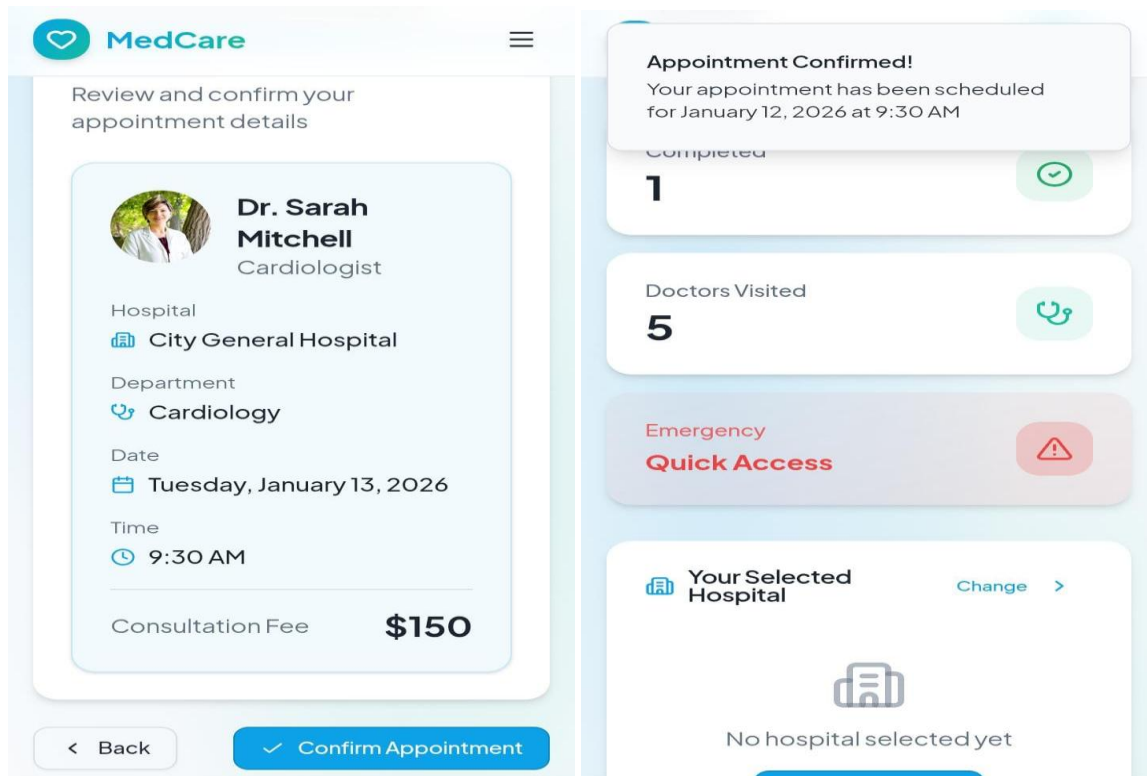 MedCare
Review and confirm your
appointment details
Dr. Sarah
Mitchell
Cardiologist
Hospital
City General Hospital
Department
Cardiology
Date
Tuesday, January 13, 2026
Time
9:30 AM
Consultation Fee $150
Back Confirm Appointment
Appointment Confirmed!
Your appointment has been scheduled
for January 12, 2026 at 9:30 AM
Completed
1
Doctors Visited
5
Emergency
Quick Access
Your Selected
Hospital
Change
No hospital selected yet